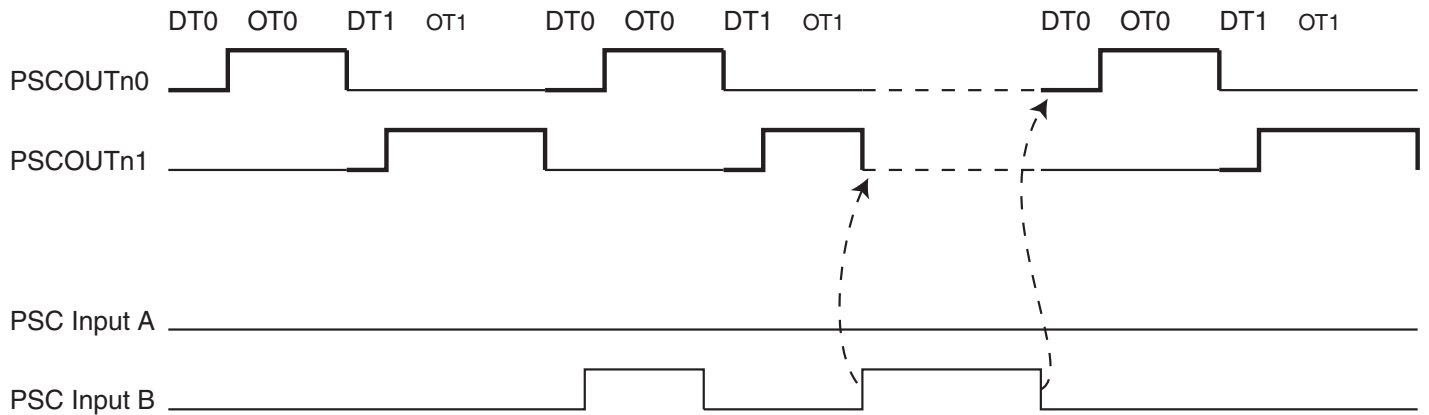 DT0 OT0 DT1 OT1 DT0 OT0 DT1 OT1 DT0 OT0 DT1 OT1
PSCOUTn0
PSCOUTn1
PSC Input A
PSC Input B